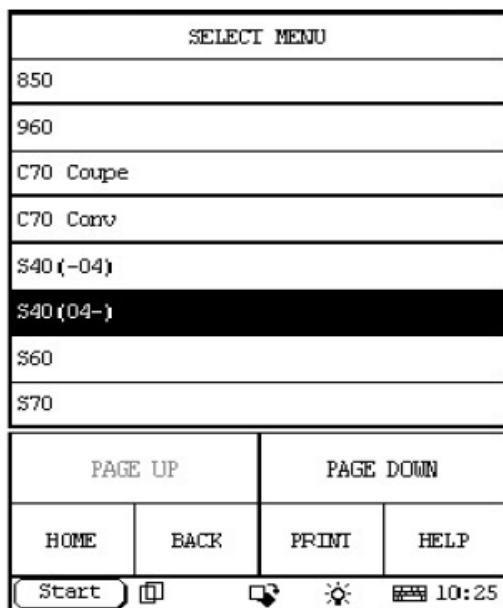 SELECT MENU
850
960
C70 Coupe
C70 Conv
S40(-04)
S40(04-)
S60
S70
PAGE UP PAGE DOWN
HOME BACK PRINT HELP
Start 10:25